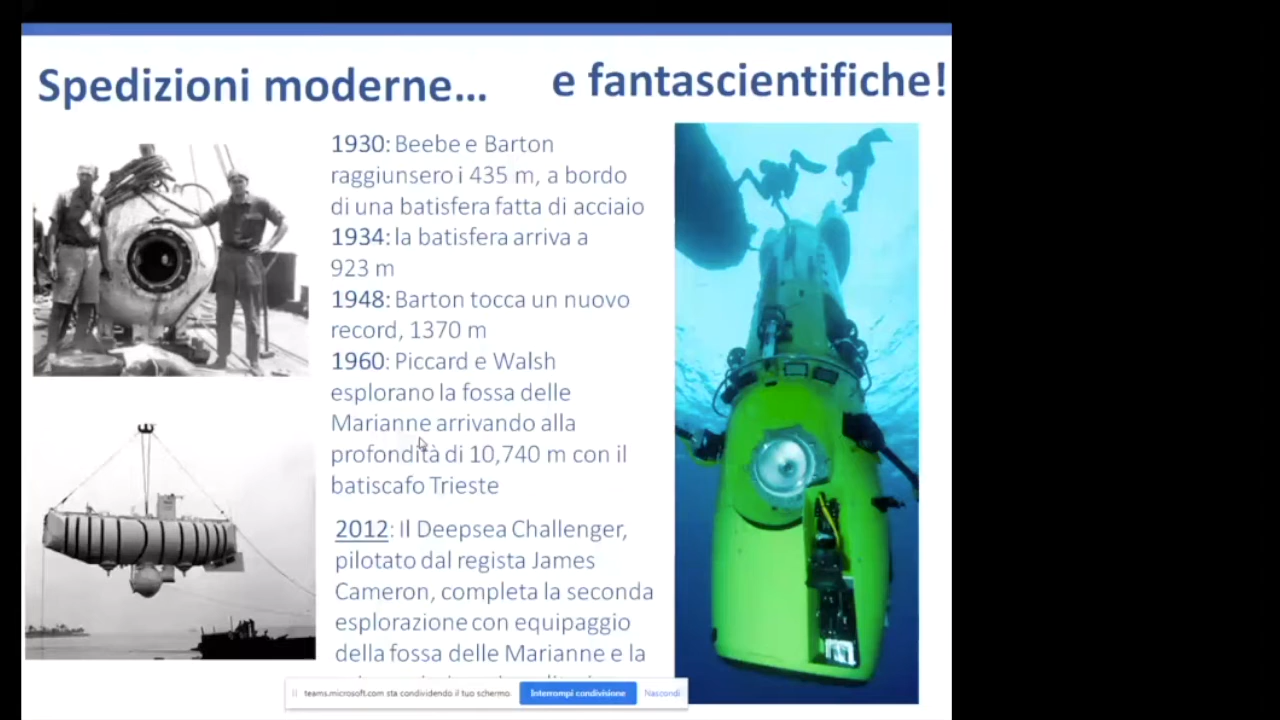 Spedizioni moderne...
e fantascientifiche!
1930: Beebe e Barton
raggiunsero i 435 m, a bordo
di una batisfera fatta di acciaio
1934: la batisfera arriva a
923 m
1948: Barton tocca un nuovo
record, 1370 m
1960: Piccard e Walsh
esplorano la fossa delle
Marianne arrivando alla
profondità di 10,740 m con il
batiscafo Trieste
2012: Il Deepsea Challenger,
pilotato dal regista James
Cameron, completa la seconda
esplorazione con equipaggio
della fossa delle Marianne e la
teams.microsoft.com sta condividendo il tuo schermo.
Interrompi condivisione
Nascondi